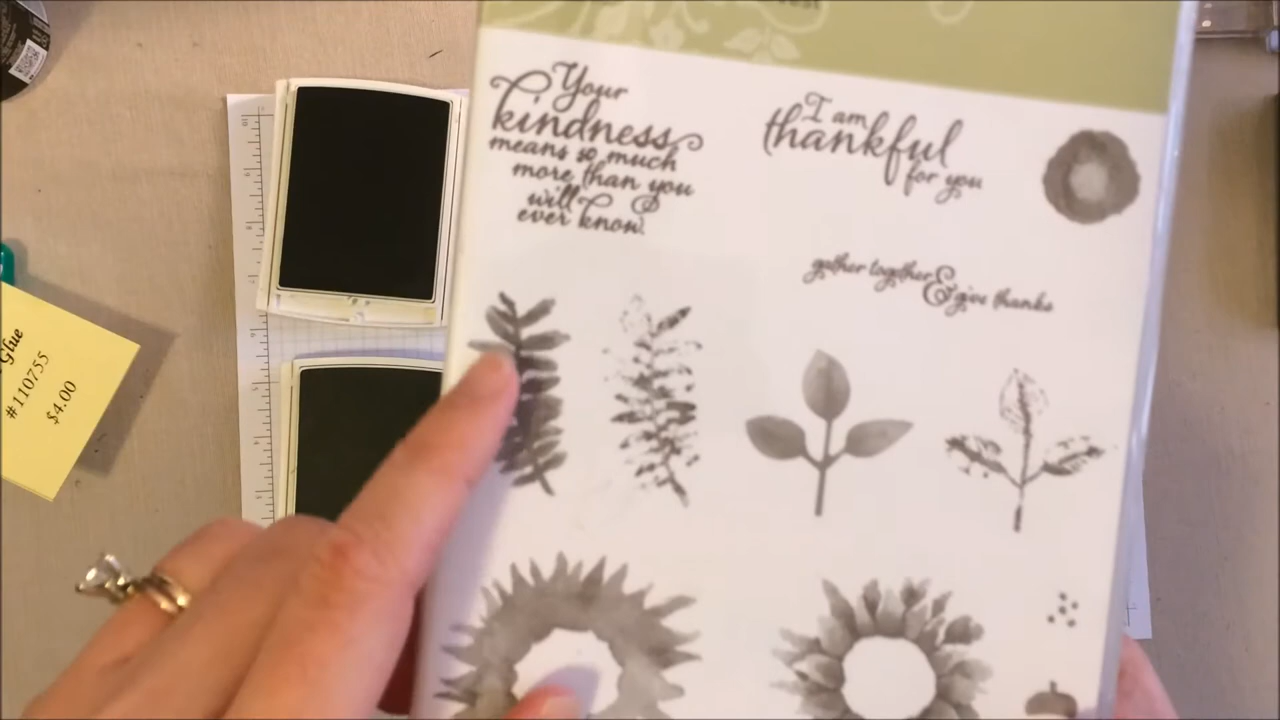 Your
kindness
means so much
more than you
will
ever know.
I am
thankful
for you
gather together & give thanks
Glue
#110755
$4.00